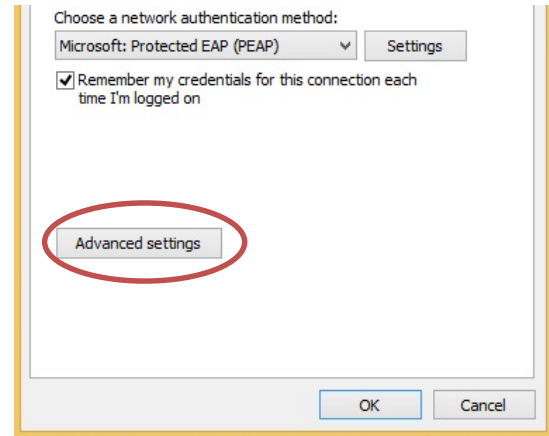 Choose a network authentication method:
Microsoft: Protected EAP (PEAP) Settings
Remember my credentials for this connection each
time I'm logged on
Advanced settings
OK Cancel